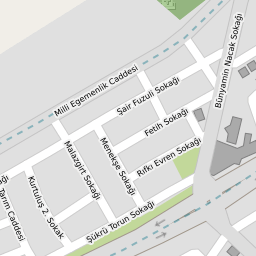 Milli Egemenlik Caddesi
Bünyamin Nacak Sokağı
Şair Fuzuli Sokağı
Fetih Sokağı
Menekşe Sokağı
Malazgirt Sokağı
Rıfkı Evren Sokağı
Kurtuluş 2. Sokak
Tarım Caddesi
Şükrü Torun Sokağı